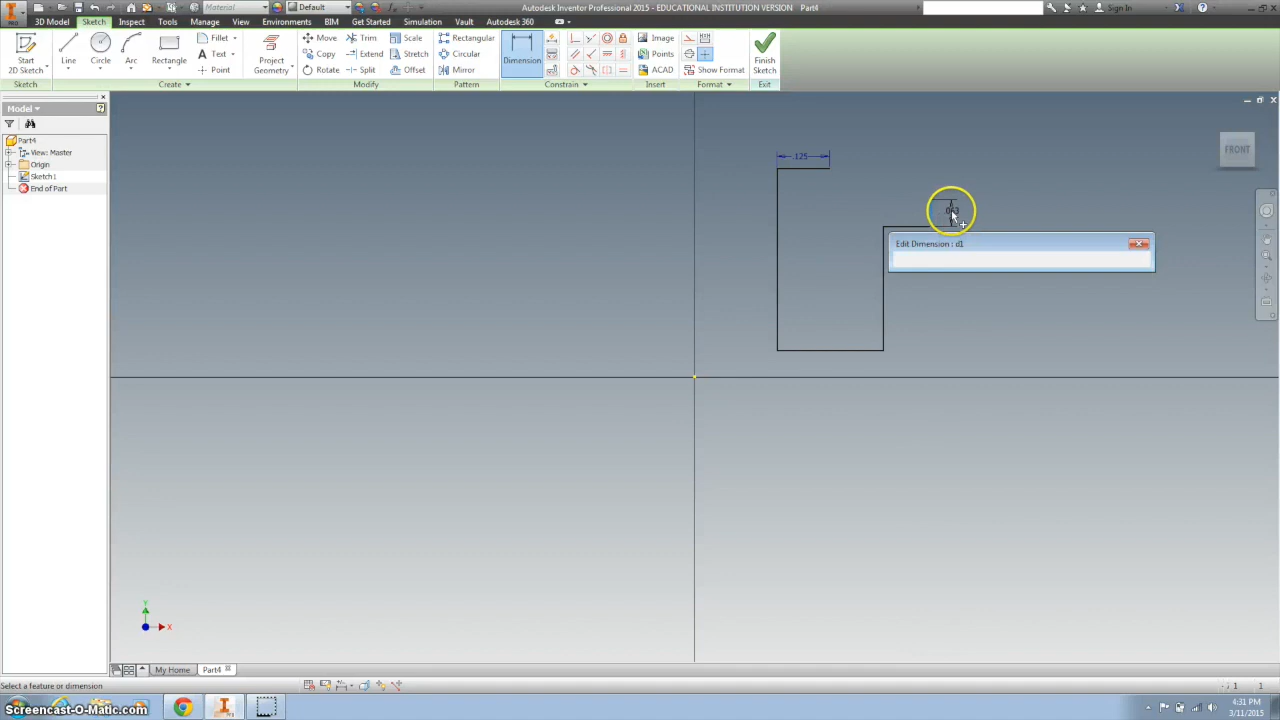 Autodesk Inventor Professional 2015 - EDUCATIONAL INSTITUTION VERSION Part4
Material
Default
Sign In
PRO
3D Model Sketch Inspect Tools Manage View Environments BIM Get Started Simulation Vault Autodesk 360
Start
2D Sketch
Line
Circle
Arc
Rectangle
Fillet
Text
Point
Project
Geometry
Move
Copy
Rotate
Trim
Extend
Split
Scale
Stretch
Offset
Rectangular
Circular
Mirror
Dimension
Image
Points
ACAD
Show Format
Finish
Sketch
Sketch Create Modify Pattern Constrain Insert Format Exit
Model
Part4
View: Master
Origin
Sketch1
End of Part
.125
FRONT
Edit Dimension : d1
Y
X
My Home Part4
Select a feature or dimension
1 1
Screencast-O-Matic.com
4:31 PM
3/11/2015